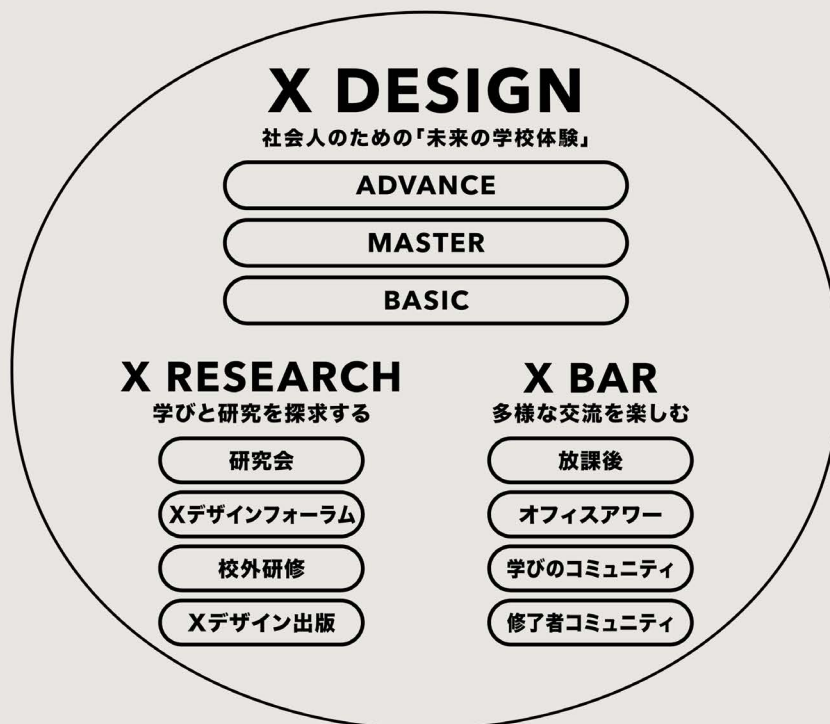 X DESIGN
社会人のための「未来の学校体験」
ADVANCE
MASTER
BASIC
X RESEARCH
学びと研究を探求する
研究会
Xデザインフォーラム
校外研修
Xデザイン出版
X BAR
多様な交流を楽しむ
放課後
オフィスアワー
学びのコミュニティ
修了者コミュニティ